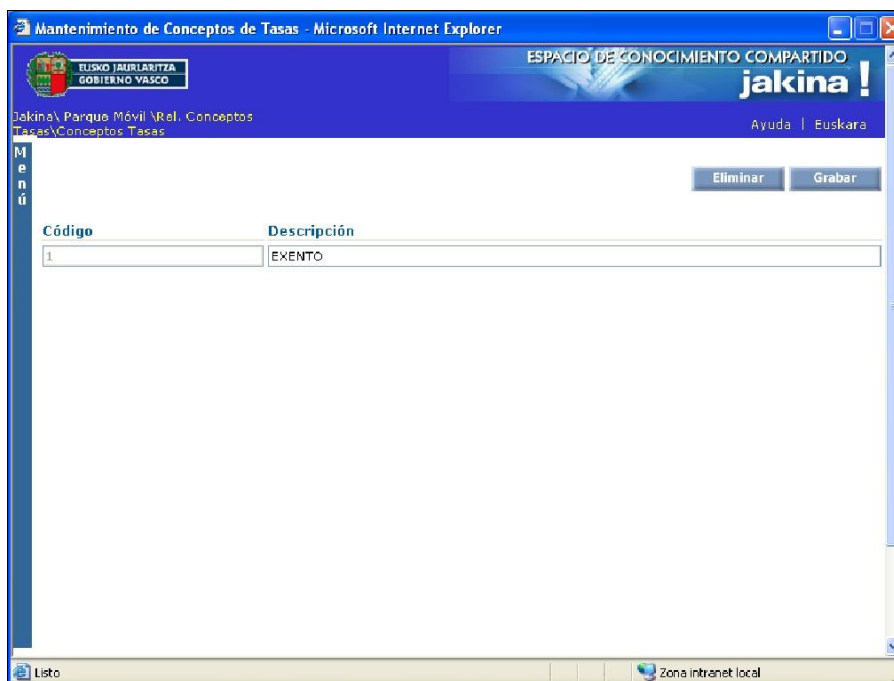 Mantenimiento de Conceptos de Tasas - Microsoft Internet Explorer
EUSKO JAURLARITZA
GOBIERNO VASCO
ESPACIO DE CONOCIMIENTO COMPARTIDO
jakina!
Jakina\ Parque Móvil \Rel. Conceptos
Tasas\Conceptos Tasas
Ayuda | Euskara
Menú
Eliminar Grabar
Código Descripción
1 EXENTO
Listo Zona intranet local